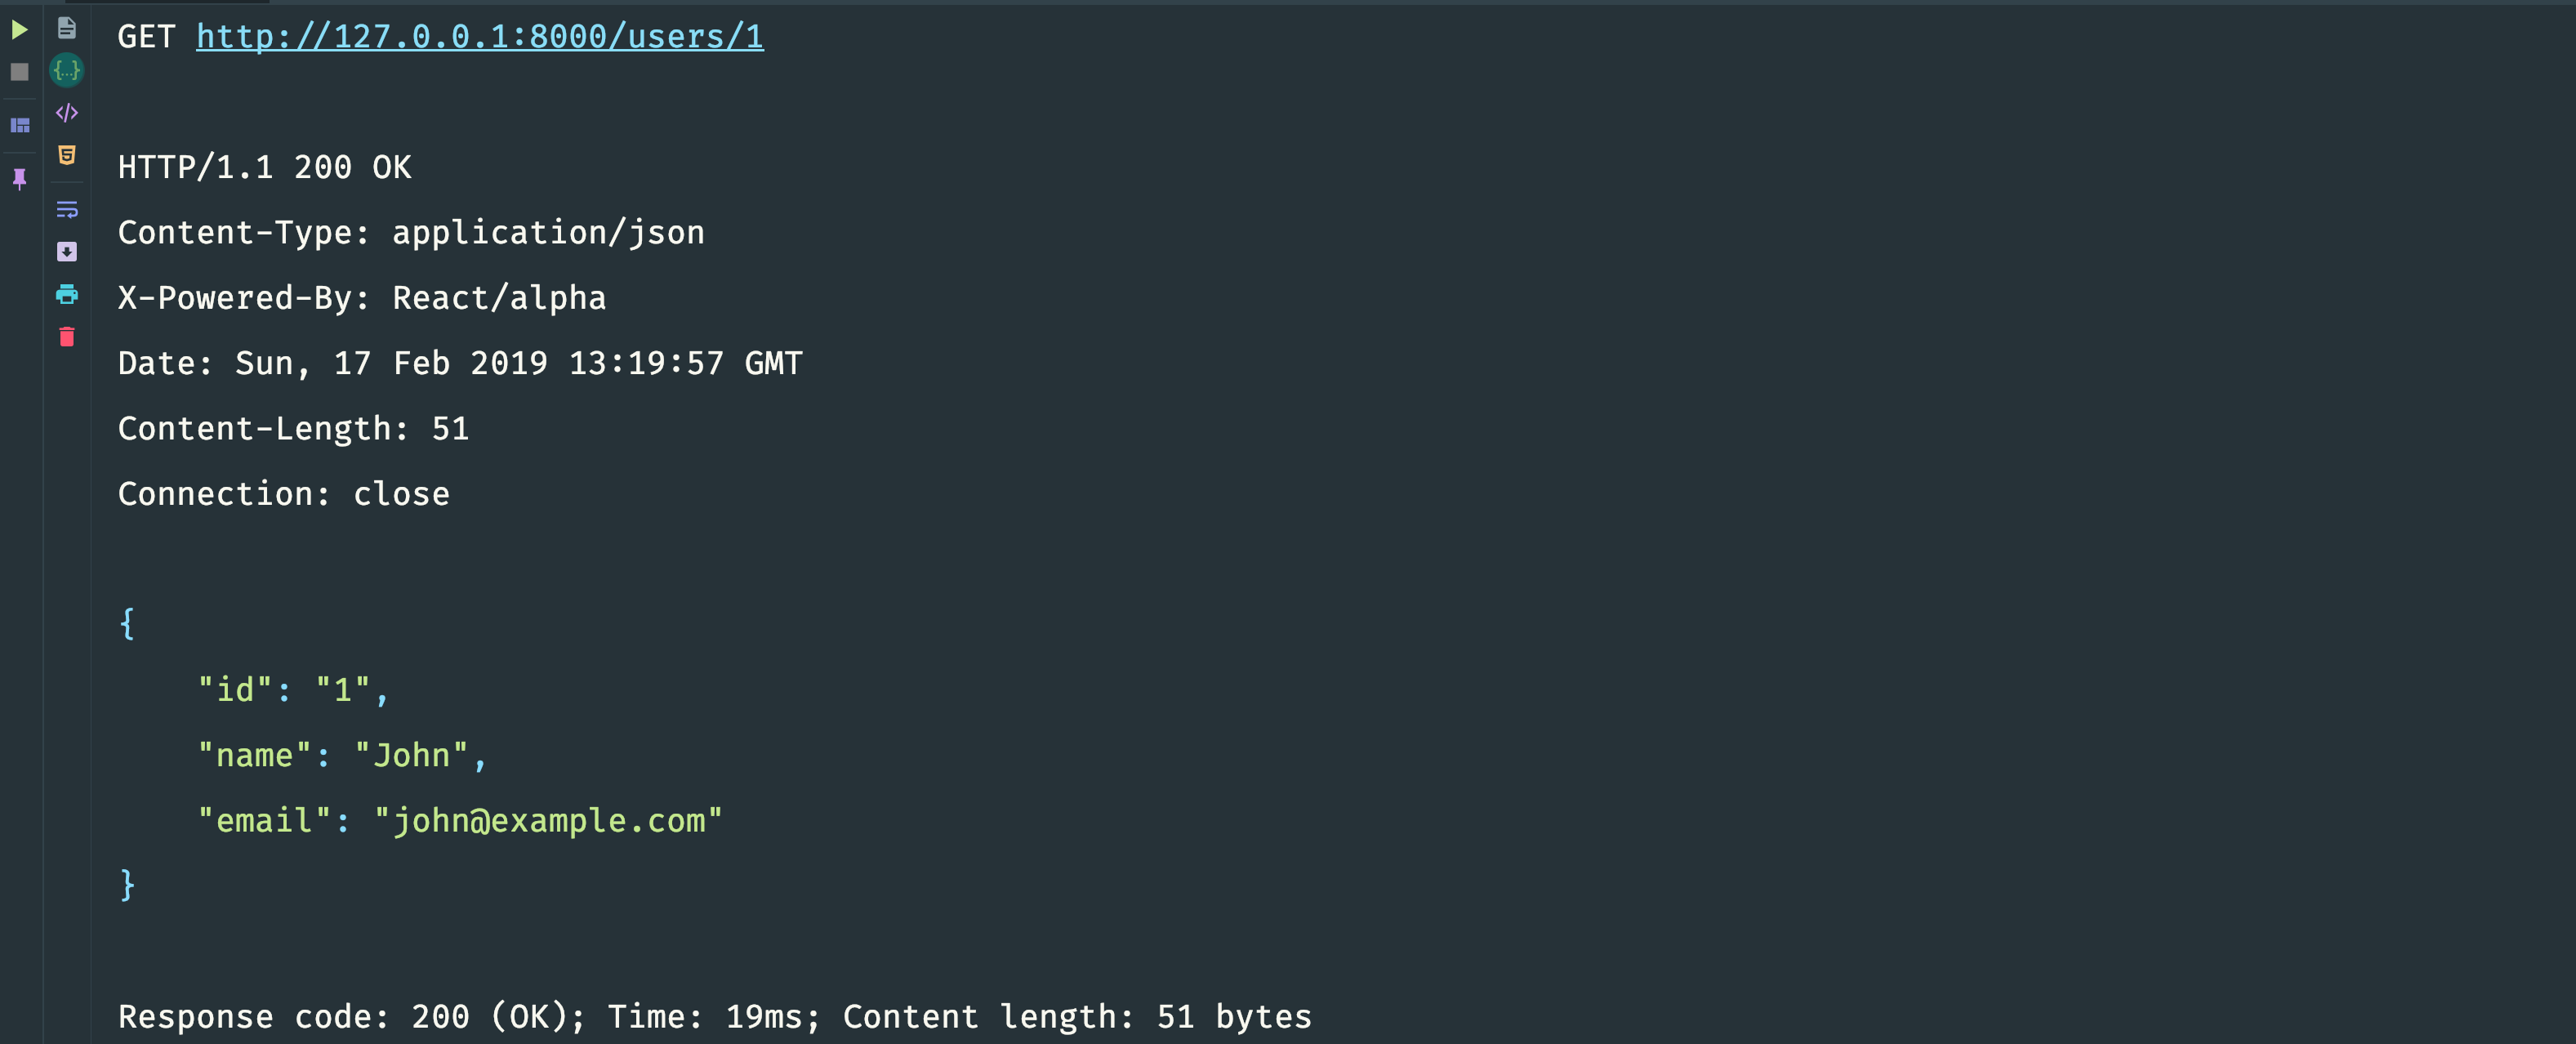 GET http://127.0.0.1:8000/users/1
HTTP/1.1 200 OK
Content-Type: application/json
X-Powered-By: React/alpha
Date: Sun, 17 Feb 2019 13:19:57 GMT
Content-Length: 51
Connection: close
{
"id": "1",
"name": "John",
"email": "john@example.com"
}
Response code: 200 (OK); Time: 19ms; Content length: 51 bytes